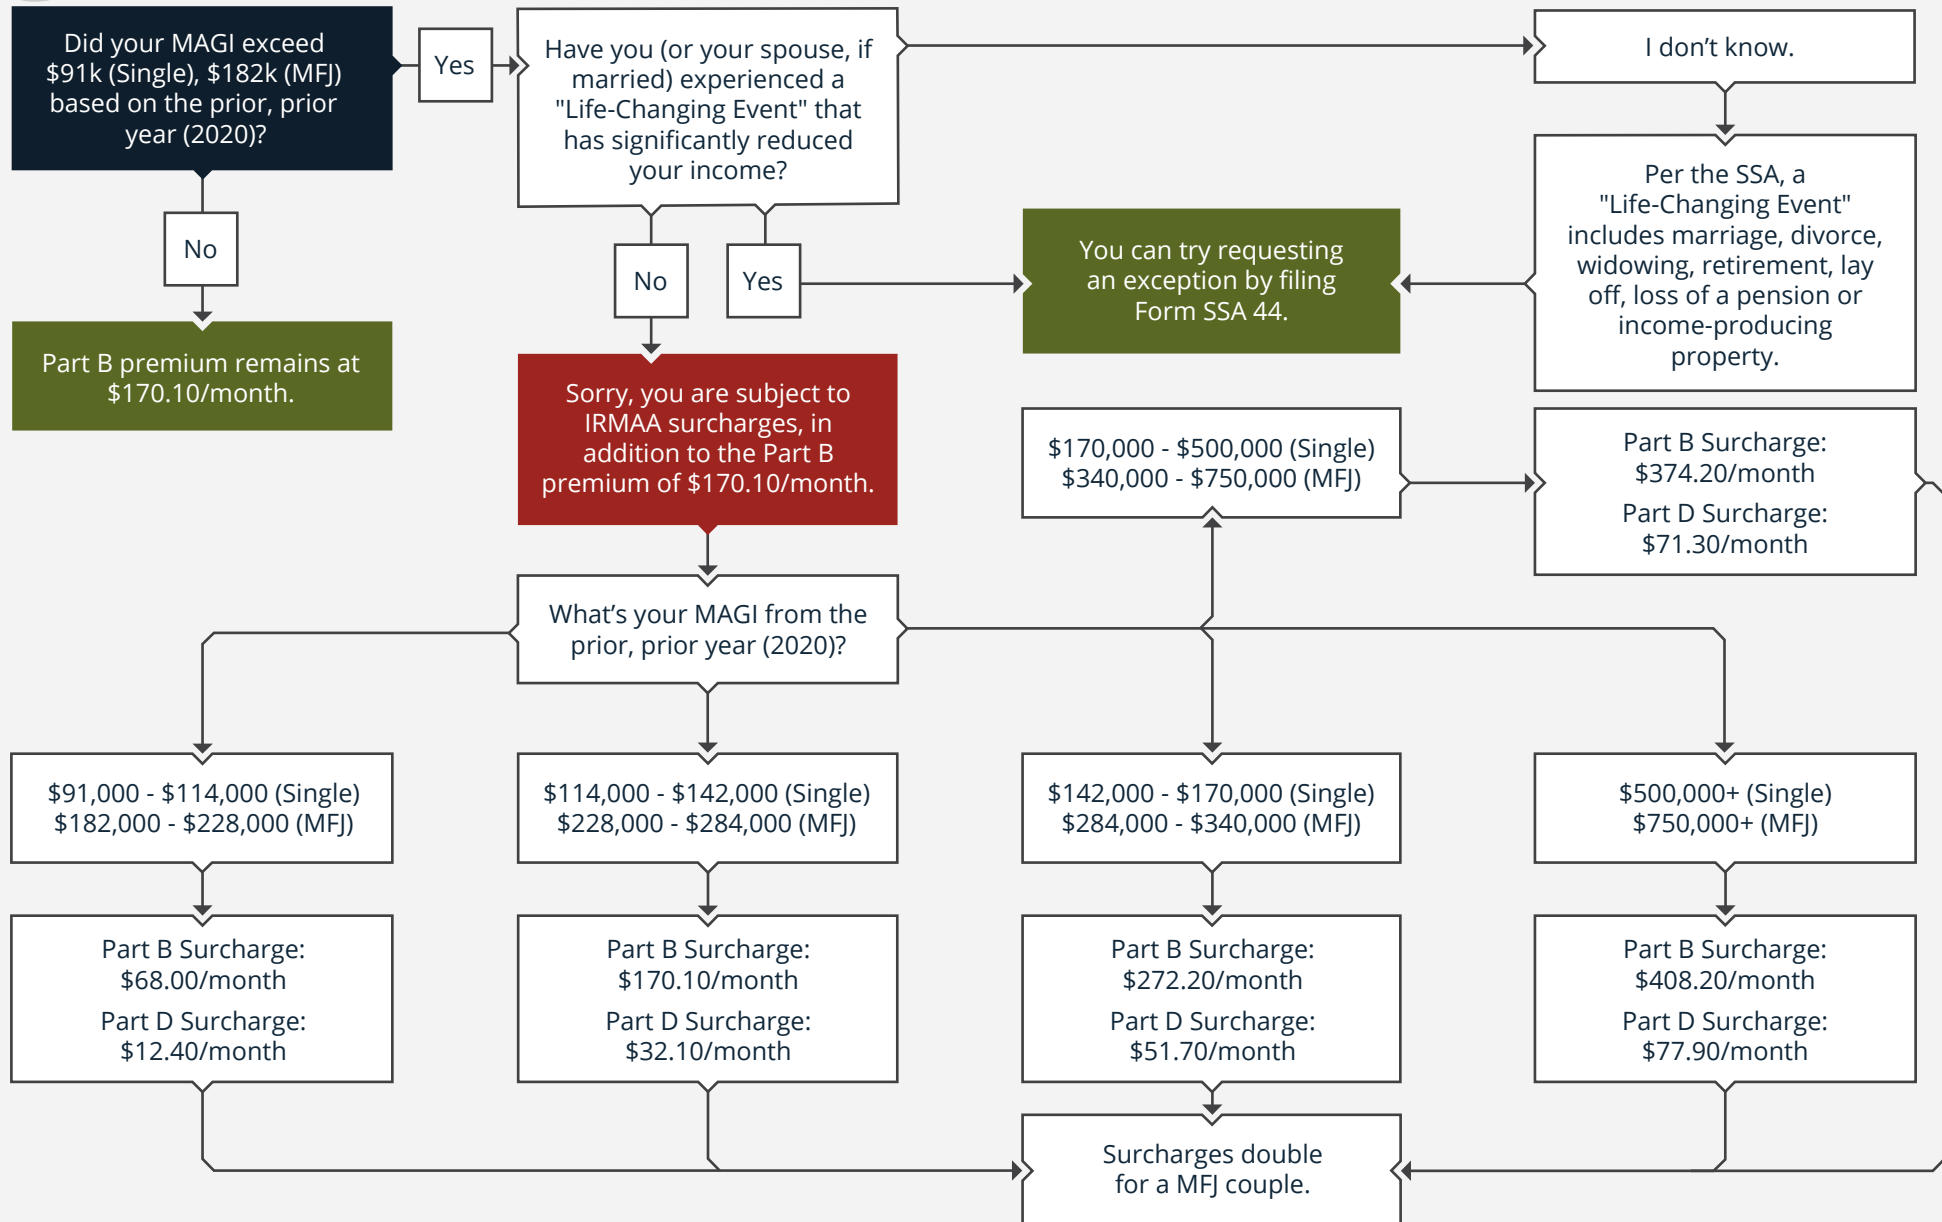 Did your MAGI exceed
$91k (Single), $182k (MFJ)
based on the prior, prior
year (2020)?
Yes
Have you (or your spouse, if
married) experienced a
"Life-Changing Event" that
has significantly reduced
your income?
I don’t know.
Per the SSA, a
"Life-Changing Event"
includes marriage, divorce,
widowing, retirement, lay
off, loss of a pension or
income-producing
property.
No
Part B premium remains at
$170.10/month.
No
Yes
You can try requesting
an exception by filing
Form SSA 44.
Sorry, you are subject to
IRMAA surcharges, in
addition to the Part B
premium of $170.10/month.
$170,000 - $500,000 (Single)
$340,000 - $750,000 (MFJ)
Part B Surcharge:
$374.20/month
Part D Surcharge:
$71.30/month
What’s your MAGI from the
prior, prior year (2020)?
$91,000 - $114,000 (Single)
$182,000 - $228,000 (MFJ)
$114,000 - $142,000 (Single)
$228,000 - $284,000 (MFJ)
$142,000 - $170,000 (Single)
$284,000 - $340,000 (MFJ)
$500,000+ (Single)
$750,000+ (MFJ)
Part B Surcharge:
$68.00/month
Part D Surcharge:
$12.40/month
Part B Surcharge:
$170.10/month
Part D Surcharge:
$32.10/month
Part B Surcharge:
$272.20/month
Part D Surcharge:
$51.70/month
Part B Surcharge:
$408.20/month
Part D Surcharge:
$77.90/month
Surcharges double
for a MFJ couple.